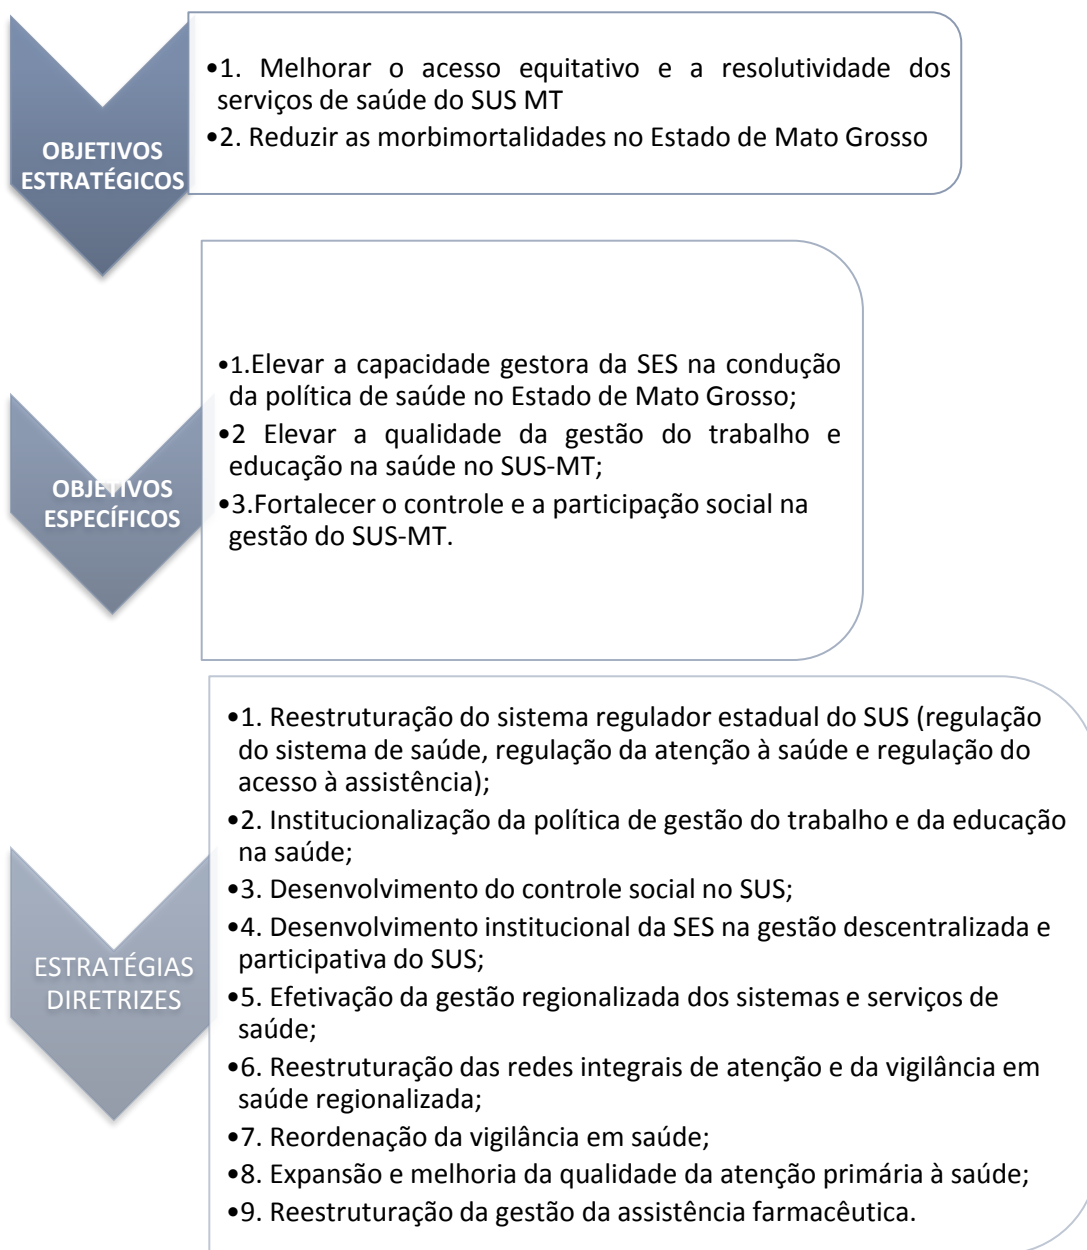 OBJETIVOS
ESTRATÉGICOS
•1. Melhorar o acesso equitativo e a resolutividade dos
serviços de saúde do SUS MT
•2. Reduzir as morbimortalidades no Estado de Mato Grosso
OBJETIVOS
ESPECÍFICOS
•1.Elevar a capacidade gestora da SES na condução
da política de saúde no Estado de Mato Grosso;
•2 Elevar a qualidade da gestão do trabalho e
educação na saúde no SUS-MT;
•3.Fortalecer o controle e a participação social na
gestão do SUS-MT.
ESTRATÉGIAS
DIRETRIZES
•1. Reestruturação do sistema regulador estadual do SUS (regulação
do sistema de saúde, regulação da atenção à saúde e regulação do
acesso à assistência);
•2. Institucionalização da política de gestão do trabalho e da educação
na saúde;
•3. Desenvolvimento do controle social no SUS;
•4. Desenvolvimento institucional da SES na gestão descentralizada e
participativa do SUS;
•5. Efetivação da gestão regionalizada dos sistemas e serviços de
saúde;
•6. Reestruturação das redes integrais de atenção e da vigilância em
saúde regionalizada;
•7. Reordenação da vigilância em saúde;
•8. Expansão e melhoria da qualidade da atenção primária à saúde;
•9. Reestruturação da gestão da assistência farmacêutica.